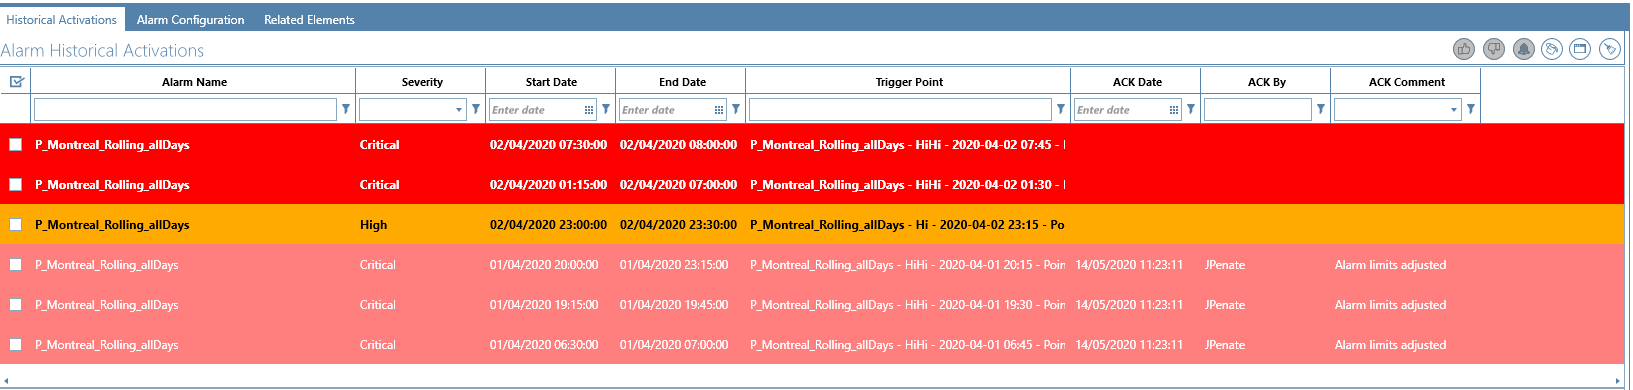 Historical Activations Alarm Configuration Related Elements
Alarm Historical Activations
Alarm Name Severity Start Date End Date Trigger Point ACK Date ACK By ACK Comment
Enter date Enter date Enter date
P_Montreal_Rolling_allDays Critical 02/04/2020 07:30:00 02/04/2020 08:00:00 P_Montreal_Rolling_allDays - HiHi - 2020-04-02 07:45 -
P_Montreal_Rolling_allDays Critical 02/04/2020 01:15:00 02/04/2020 07:00:00 P_Montreal_Rolling_allDays - HiHi - 2020-04-02 01:30 -
P_Montreal_Rolling_allDays High 02/04/2020 23:00:00 02/04/2020 23:30:00 P_Montreal_Rolling_allDays - Hi - 2020-04-02 23:15 - Po
P_Montreal_Rolling_allDays Critical 01/04/2020 20:00:00 01/04/2020 23:15:00 P_Montreal_Rolling_allDays - HiHi - 2020-04-01 20:15 - Poin 14/05/2020 11:23:11 JPenate Alarm limits adjusted
P_Montreal_Rolling_allDays Critical 01/04/2020 19:15:00 01/04/2020 19:45:00 P_Montreal_Rolling_allDays - HiHi - 2020-04-01 19:30 - Poin 14/05/2020 11:23:11 JPenate Alarm limits adjusted
P_Montreal_Rolling_allDays Critical 01/04/2020 06:30:00 01/04/2020 07:00:00 P_Montreal_Rolling_allDays - HiHi - 2020-04-01 06:45 - Poin 14/05/2020 11:23:11 JPenate Alarm limits adjusted